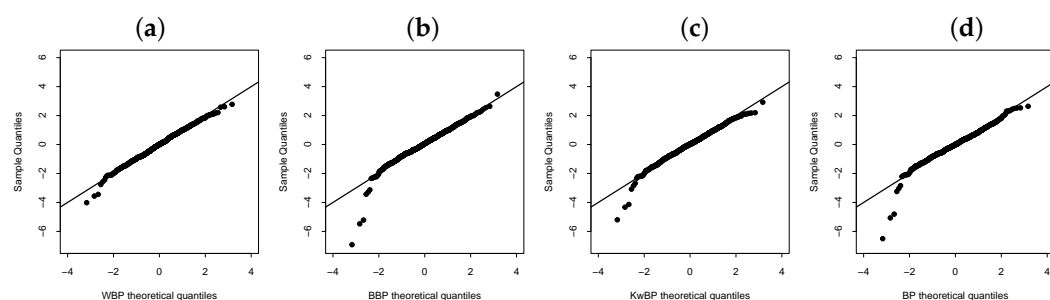 (a)
6
4
2
0
−2
−4
−6
Sample Quantiles
−4 −2 0 2 4
WBP theoretical quantiles
(b)
6
4
2
0
−2
−4
−6
Sample Quantiles
−4 −2 0 2 4
BBP theoretical quantiles
(c)
6
4
2
0
−2
−4
−6
Sample Quantiles
−4 −2 0 2 4
KwBP theoretical quantiles
(d)
6
4
2
0
−2
−4
−6
Sample Quantiles
−4 −2 0 2 4
BP theoretical quantiles